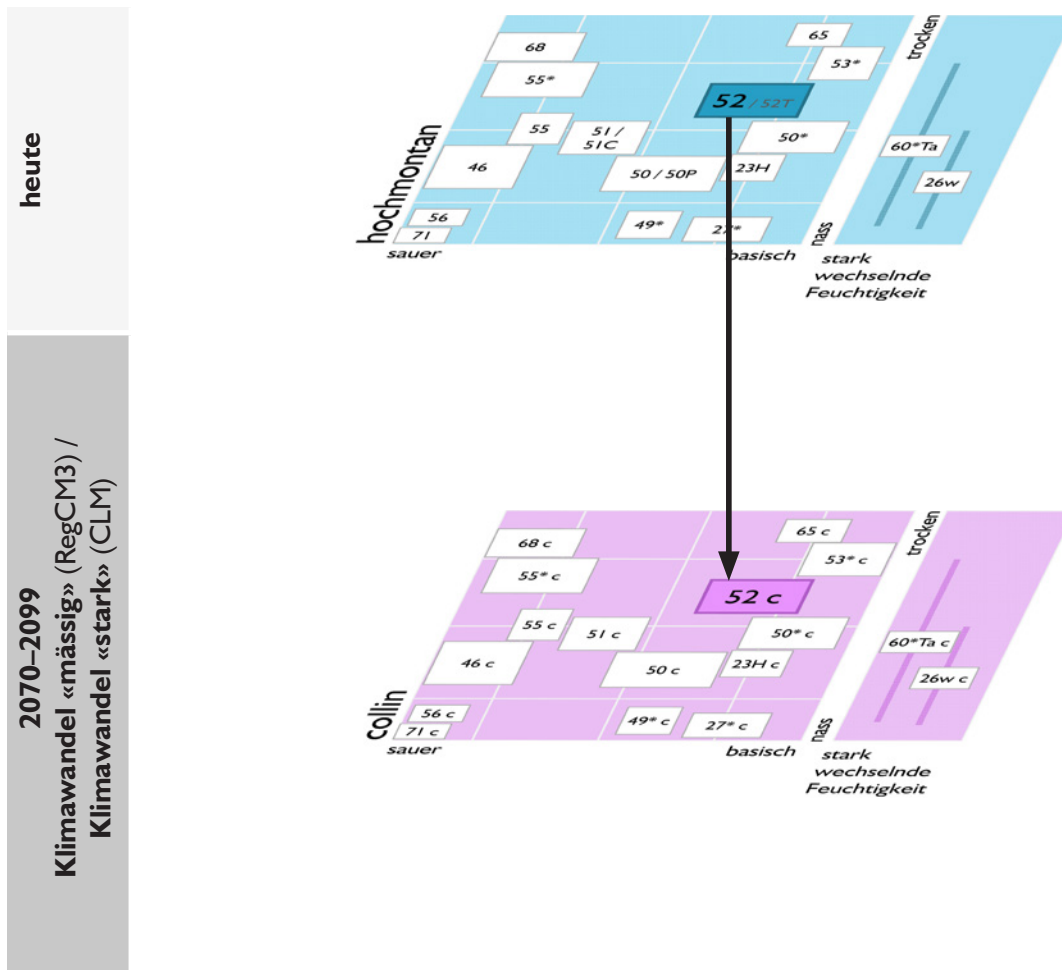 heute
hochmontan
68
65
trocken
55*
53*
52 / 52T
55
51 /
51C
50*
60*Ta
46
50 / 50P
23H
26w
56
71
49*
27*
nass
sauer
basisch
stark
wechselnde
Feuchtigkeit
2070–2099
Klimawandel «mässig» (RegCM3) /
Klimawandel «stark» (CLM)
collin
68 c
65 c
trocken
55* c
53* c
52 c
55 c
51 c
50* c
60*Ta c
46 c
50 c
23H c
26w c
56 c
71 c
49* c
27* c
nass
sauer
basisch
stark
wechselnde
Feuchtigkeit